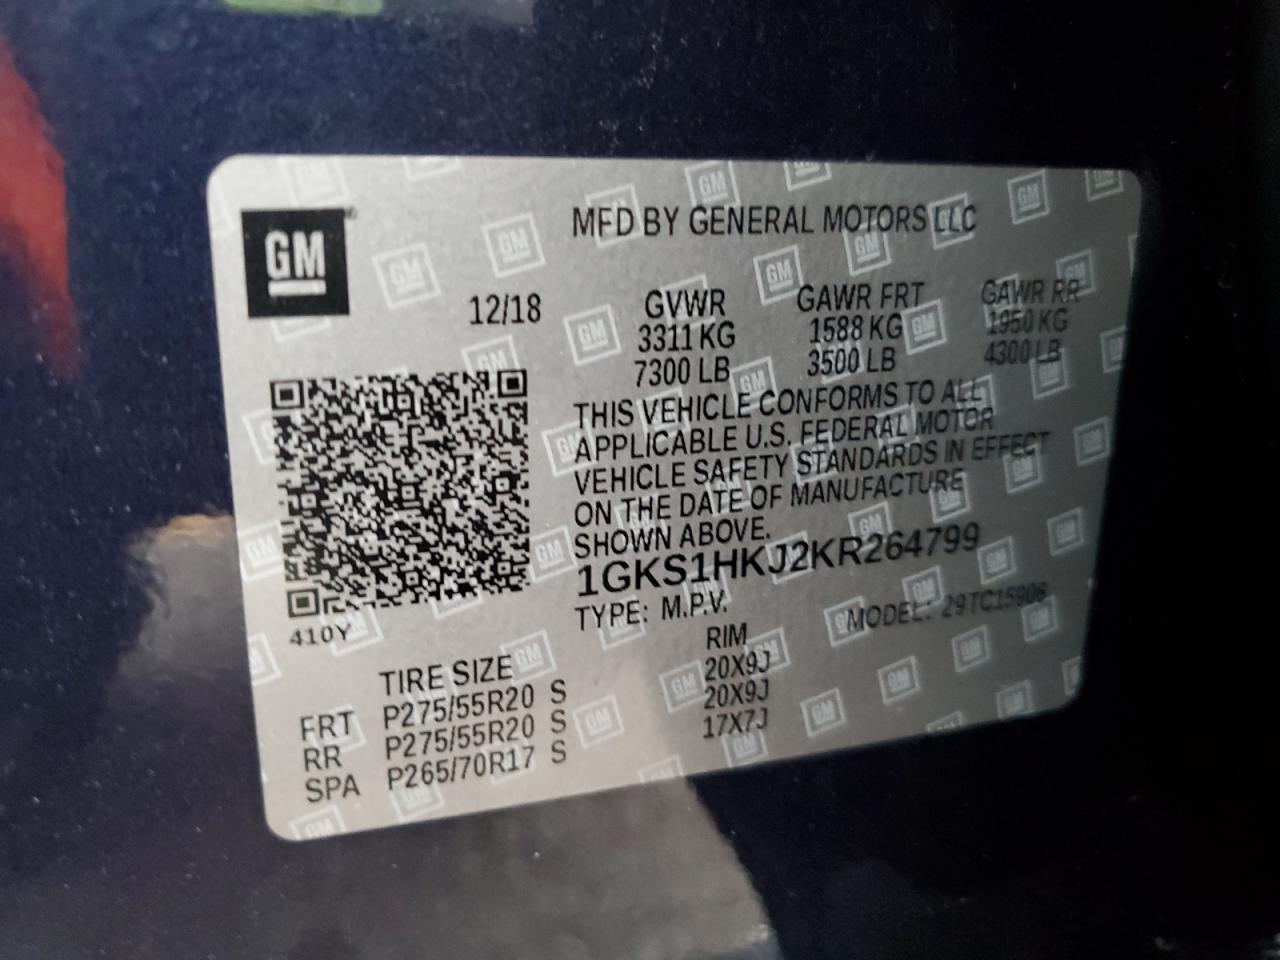 GM
MFD BY GENERAL MOTORS LLC
12/18 GVWR GAWR FRT GAWR RR
3311 KG 1588 KG 1950 KG
7300 LB 3500 LB 4300 LB
THIS VEHICLE CONFORMS TO ALL
APPLICABLE U.S. FEDERAL MOTOR
VEHICLE SAFETY STANDARDS IN EFFECT
ON THE DATE OF MANUFACTURE
SHOWN ABOVE.
1GKS1HKJ2KR264799
TYPE: M.P.V. MODEL: 29TC15906
410Y
TIRE SIZE RIM
FRT P275/55R20 S 20X9J
RR P275/55R20 S 20X9J
SPA P265/70R17 S 17X7J